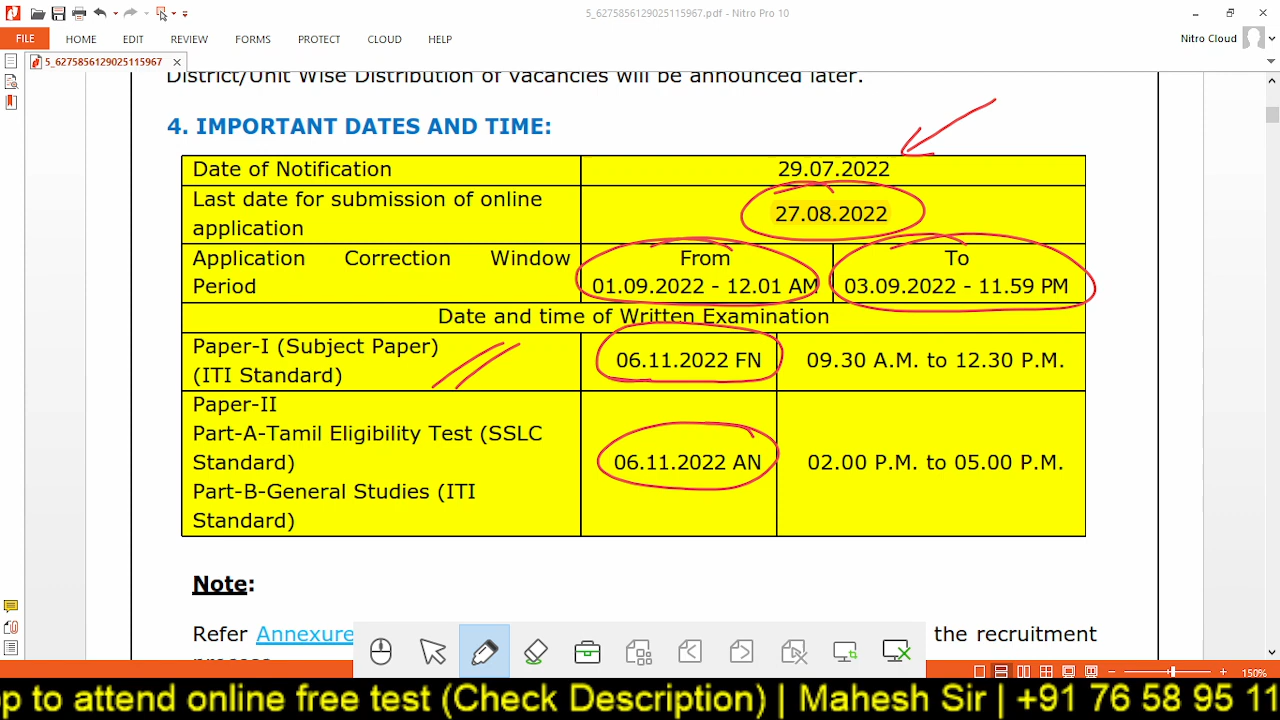 5_6275856129025115967.pdf - Nitro Pro 10
FILE HOME EDIT REVIEW FORMS PROTECT CLOUD HELP
Nitro Cloud
5_6275856129025115967
District/Unit Wise Distribution of vacancies will be announced later.
4. IMPORTANT DATES AND TIME:
Date of Notification 29.07.2022
Last date for submission of online
application
27.08.2022
Application Correction Window
Period
From
01.09.2022 - 12.01 AM
To
03.09.2022 - 11.59 PM
Date and time of Written Examination
Paper-I (Subject Paper)
(ITI Standard)
06.11.2022 FN 09.30 A.M. to 12.30 P.M.
Paper-II
Part-A-Tamil Eligibility Test (SSLC
Standard)
Part-B-General Studies (ITI
Standard)
06.11.2022 AN 02.00 P.M. to 05.00 P.M.
Note:
Refer Annexure
the recruitment
process
150%
p to attend online free test (Check Description) | Mahesh Sir | +91 76 58 95 11